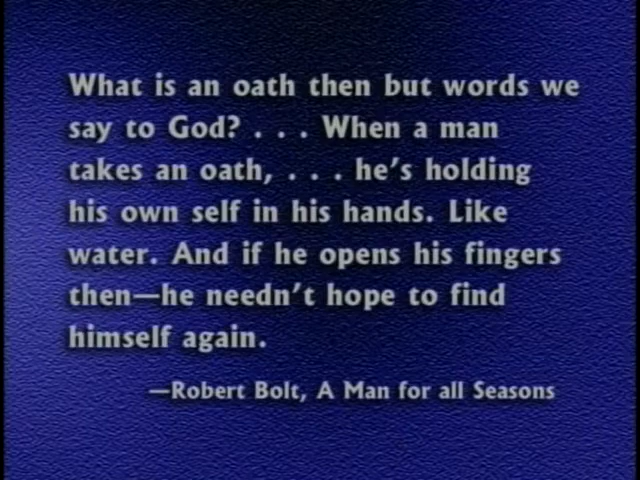 What is an oath then but words we
say to God? . . . When a man
takes an oath, . . . he's holding
his own self in his hands. Like
water. And if he opens his fingers
then—he needn't hope to find
himself again.
—Robert Bolt, A Man for all Seasons